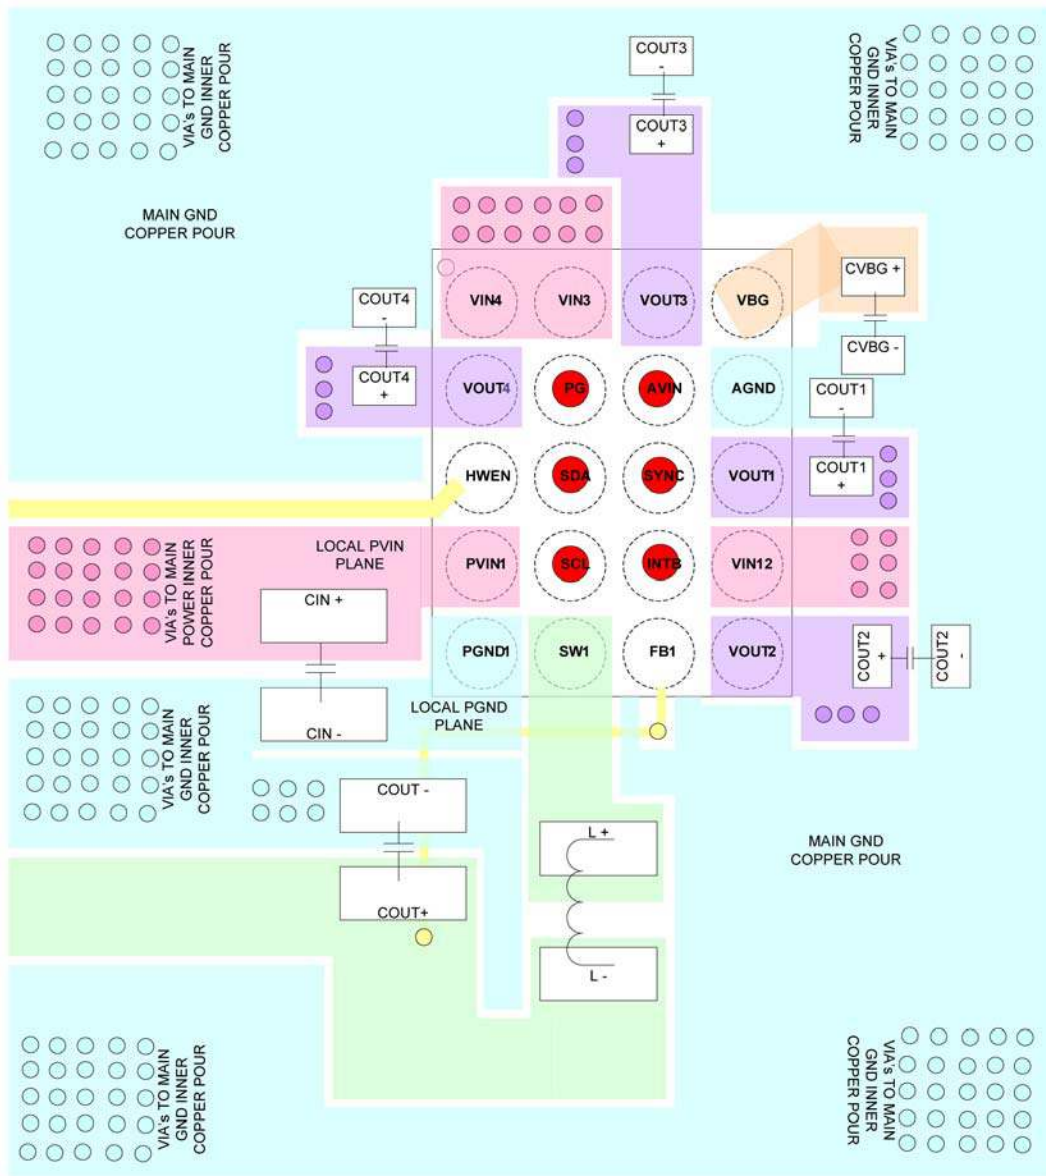 VIA's TO MAIN
GND INNER
COPPER POUR
COUT3
-
COUT3
+
VIA's TO MAIN
GND INNER
COPPER POUR
MAIN GND
COPPER POUR
VIN4
VIN3
VOUT3
VBG
CVBG +
CVBG -
COUT4
-
COUT4
+
VOUT4
PG
AVIN
AGND
COUT1
-
COUT1
+
HWEN
SDA
SYNC
VOUT1
VIA's TO MAIN
POWER INNER
COPPER POUR
LOCAL PVIN
PLANE
PVIN1
SCL
INTB
VIN12
CIN +
CIN -
PGND1
SW1
FB1
VOUT2
COUT2
+
COUT2
-
LOCAL PGND
PLANE
VIA's TO MAIN
GND INNER
COPPER POUR
COUT -
COUT+
L +
L -
MAIN GND
COPPER POUR
VIA's TO MAIN
GND INNER
COPPER POUR
VIA's TO MAIN
GND INNER
COPPER POUR